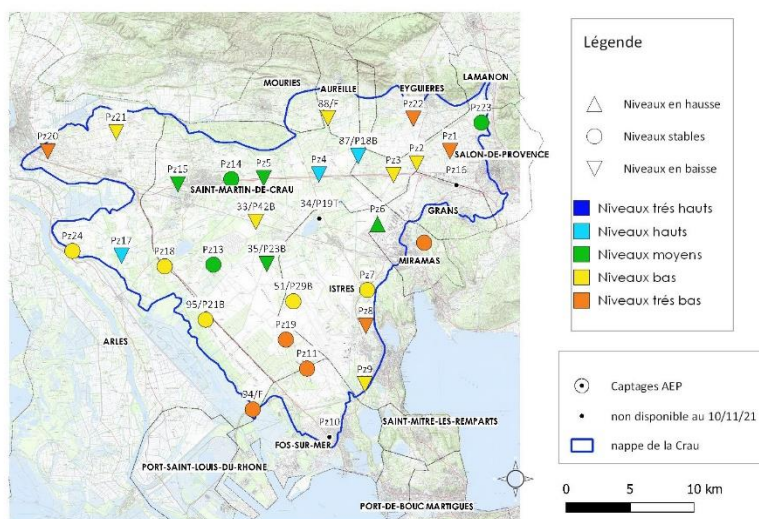 LAMANON
MOURIES
AUREILLE
EYGUIERES
88/F
Pz22
Pz23
Pz21
Pz20
87/P18B
Pz1
Pz2
SALON-DE-PROVENCE
Pz15
Pz14
Pz5
Pz4
Pz3
Pz16
SAINT-MARTIN-DE-CRAU
33/P42B
34/P19T
Pz6
GRANS
Pz24
Pz17
Pz18
Pz13
35/P23B
MIRAMAS
51/P29B
ISTRES
Pz7
95/P21B
Pz8
ARLES
Pz19
Pz11
Pz9
94/F
Pz10
SAINT-MITRE-LES-REMPARTS
FOS-SUR-MER
PORT-SAINT-LOUIS-DU-RHONE
PORT-DE-BOUC
MARTIGUES
Légende
Niveaux en hausse
Niveaux stables
Niveaux en baisse
Niveaux trés hauts
Niveaux hauts
Niveaux moyens
Niveaux bas
Niveaux trés bas
Captages AEP
non disponible au 10/11/21
nappe de la Crau
0 5 10 km